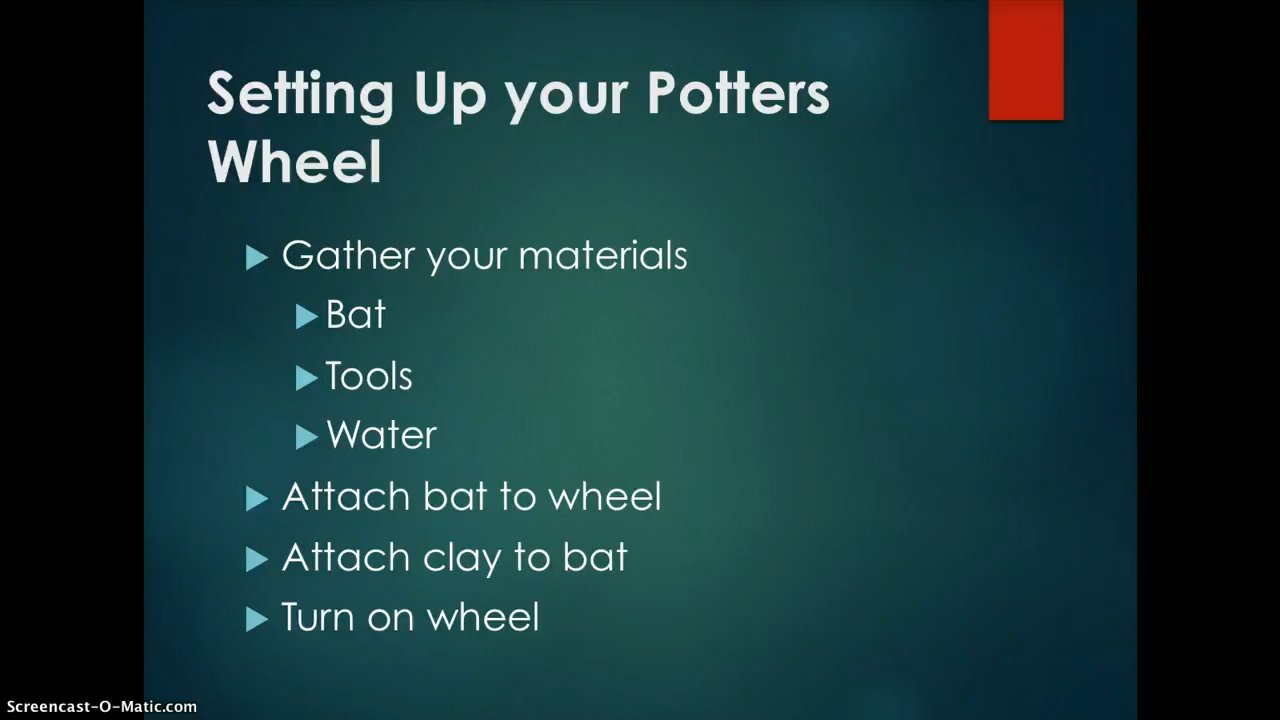 Setting Up your Potters
Wheel
Gather your materials
Bat
Tools
Water
Attach bat to wheel
Attach clay to bat
Turn on wheel
Screencast-O-Matic.com